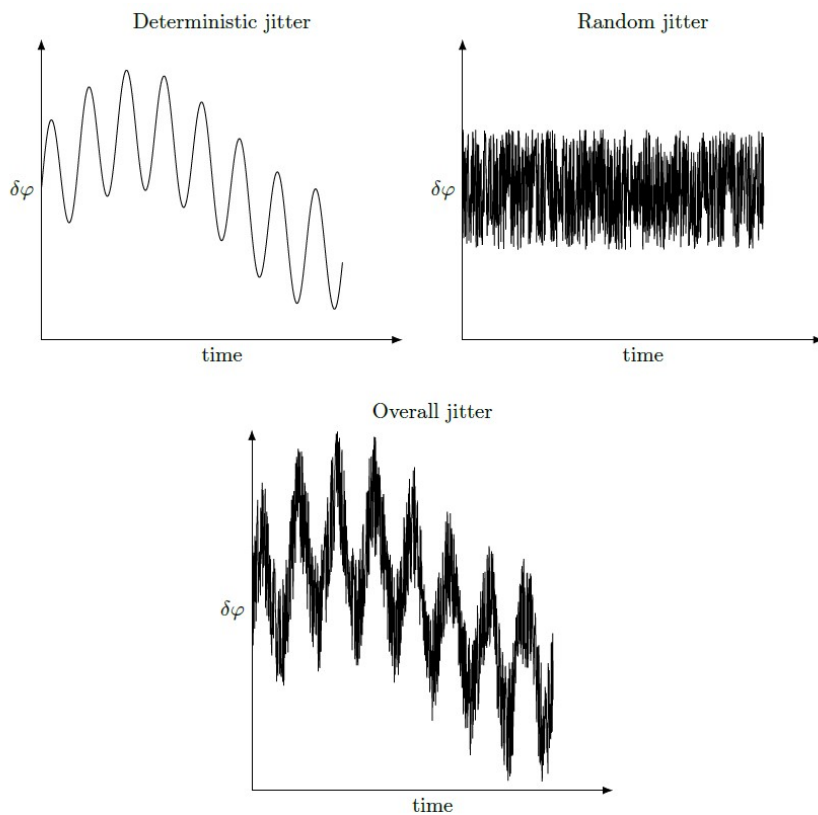 Deterministic jitter
δφ
time
Random jitter
δφ
time
Overall jitter
δφ
time